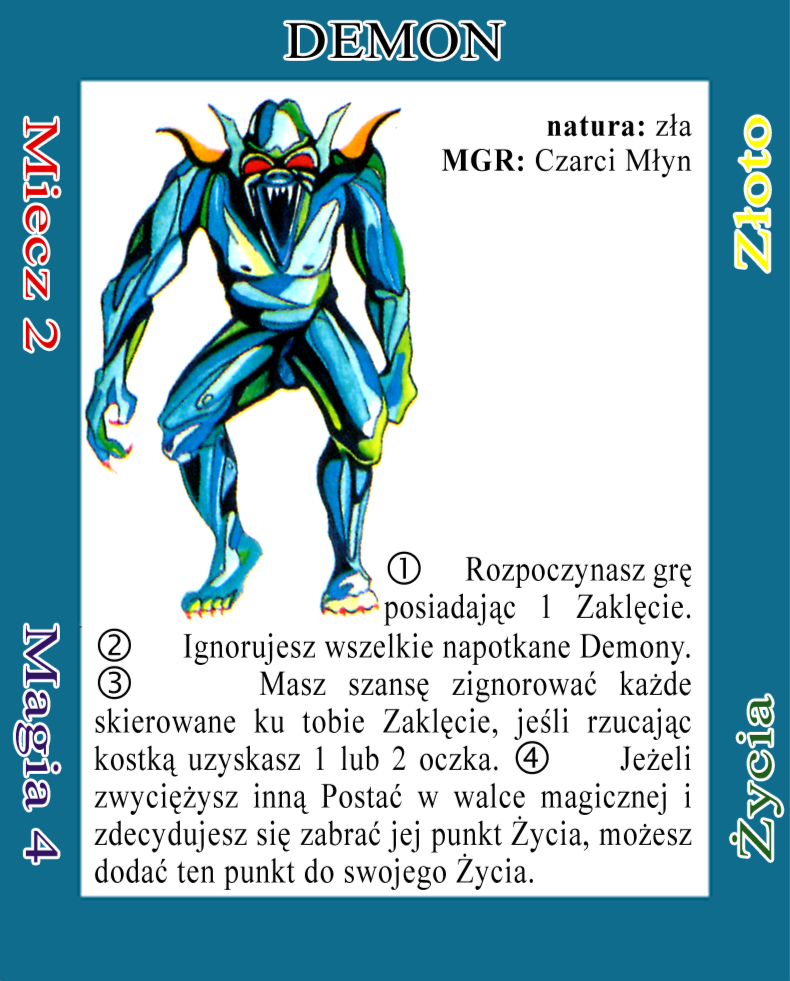 DEMON
natura: zła
MGR: Czarci Młyn
Miecz 2
Złoto
Magia 4
Życia
① Rozpoczynasz grę
posiadając 1 Zaklęcie.
② Ignorujesz wszelkie napotkane Demony.
③ Masz szansę zignorować każde
skierowane ku tobie Zaklęcie, jeśli rzucając
kostką uzyskasz 1 lub 2 oczka. ④ Jeżeli
zwyciężysz inną Postać w walce magicznej i
zdecydujesz się zabrać jej punkt Życia, możesz
dodać ten punkt do swojego Życia.